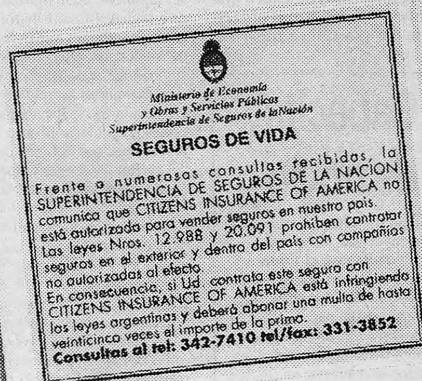 Ministerio de Economía
y Obras y Servicios Públicos
Superintendencia de Seguros de la Nación
SEGUROS DE VIDA
Frente a numerosas consultas recibidas, la
SUPERINTENDENCIA DE SEGUROS DE LA NACION
comunica que CITIZENS INSURANCE OF AMERICA no
está autorizada para vender seguros en nuestro país.
Las leyes Nros. 12.988 y 20.091 prohiben contratar
seguros en el exterior y dentro del país con compañías
no autorizadas al efecto.
En consecuencia, si Ud. contrata este seguro con
CITIZENS INSURANCE OF AMERICA está infringiendo
las leyes argentinas y deberá abonar una multa de hasta
veinticinco veces el importe de la prima.
Consultas al tel: 342-7410 tel/fax: 331-3852